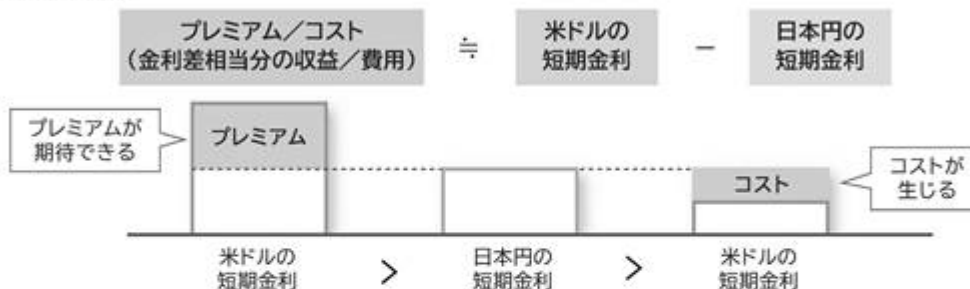 プレミアム／コスト
（金利差相当分の収益／費用）
≒
米ドルの
短期金利
－
日本円の
短期金利
プレミアムが
期待できる
プレミアム
コスト
コストが
生じる
米ドルの
短期金利
＞
日本円の
短期金利
＞
米ドルの
短期金利